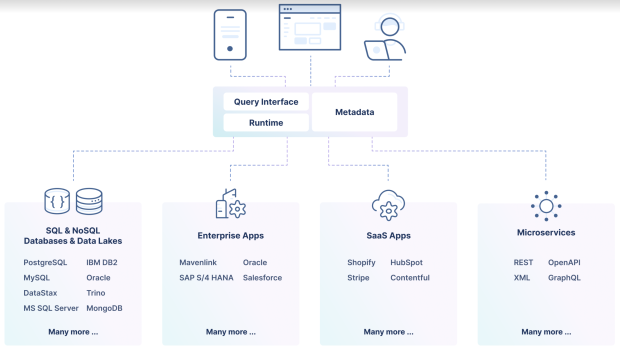 Query Interface
Runtime
Metadata
SQL & NoSQL
Databases & Data Lakes
PostgreSQL IBM DB2
MySQL Oracle
DataStax Trino
MS SQL Server MongoDB
Many more ...
Enterprise Apps
Mavenlink Oracle
SAP S/4 HANA Salesforce
Many more ...
SaaS Apps
Shopify HubSpot
Stripe Contentful
Many more ...
Microservices
REST OpenAPI
XML GraphQL
Many more ...